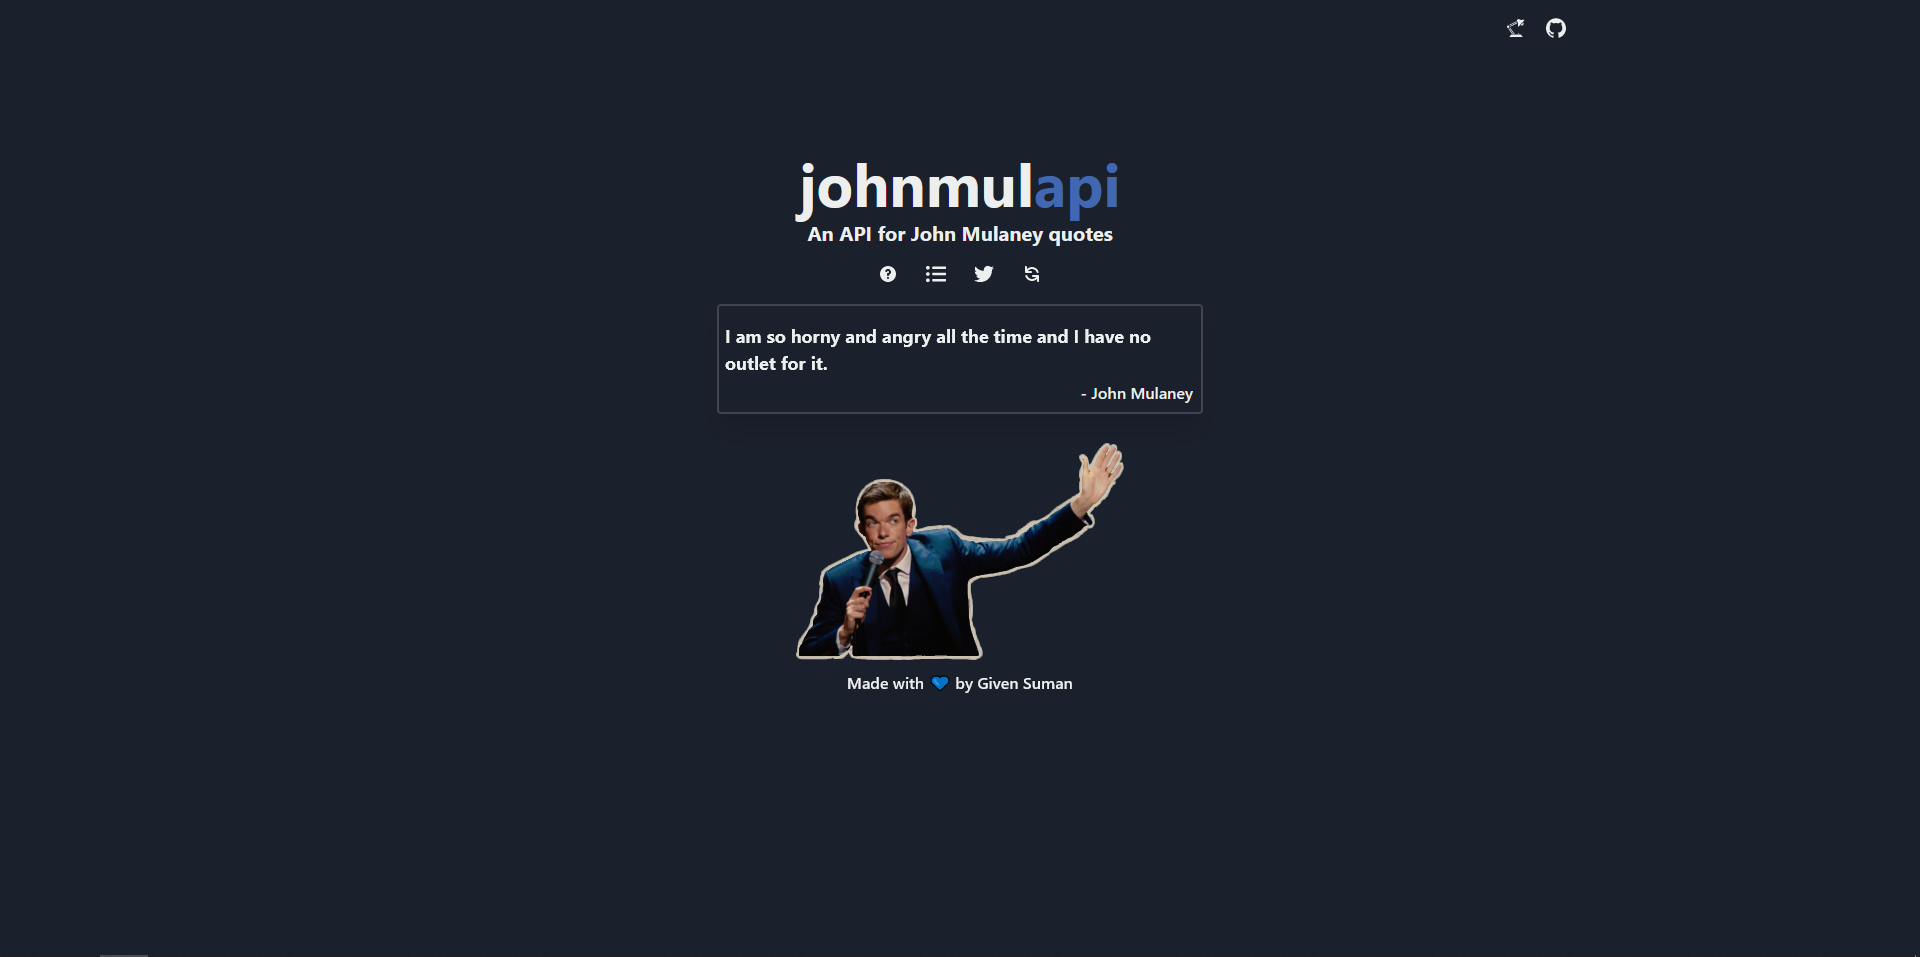 johnmulapi
An API for John Mulaney quotes
I am so horny and angry all the time and I have no
outlet for it.
- John Mulaney
Made with 💙 by Given Suman